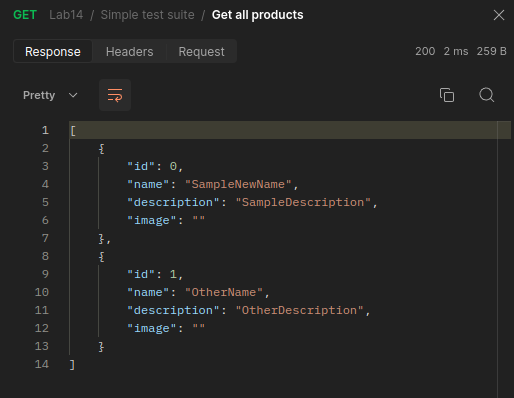 GET Lab14 / Simple test suite / Get all products
Response Headers Request 200 2 ms 259 B
Pretty
1 [
2 {
3 "id": 0,
4 "name": "SampleNewName",
5 "description": "SampleDescription",
6 "image": ""
7 },
8 {
9 "id": 1,
10 "name": "OtherName",
11 "description": "OtherDescription",
12 "image": ""
13 }
14 ]